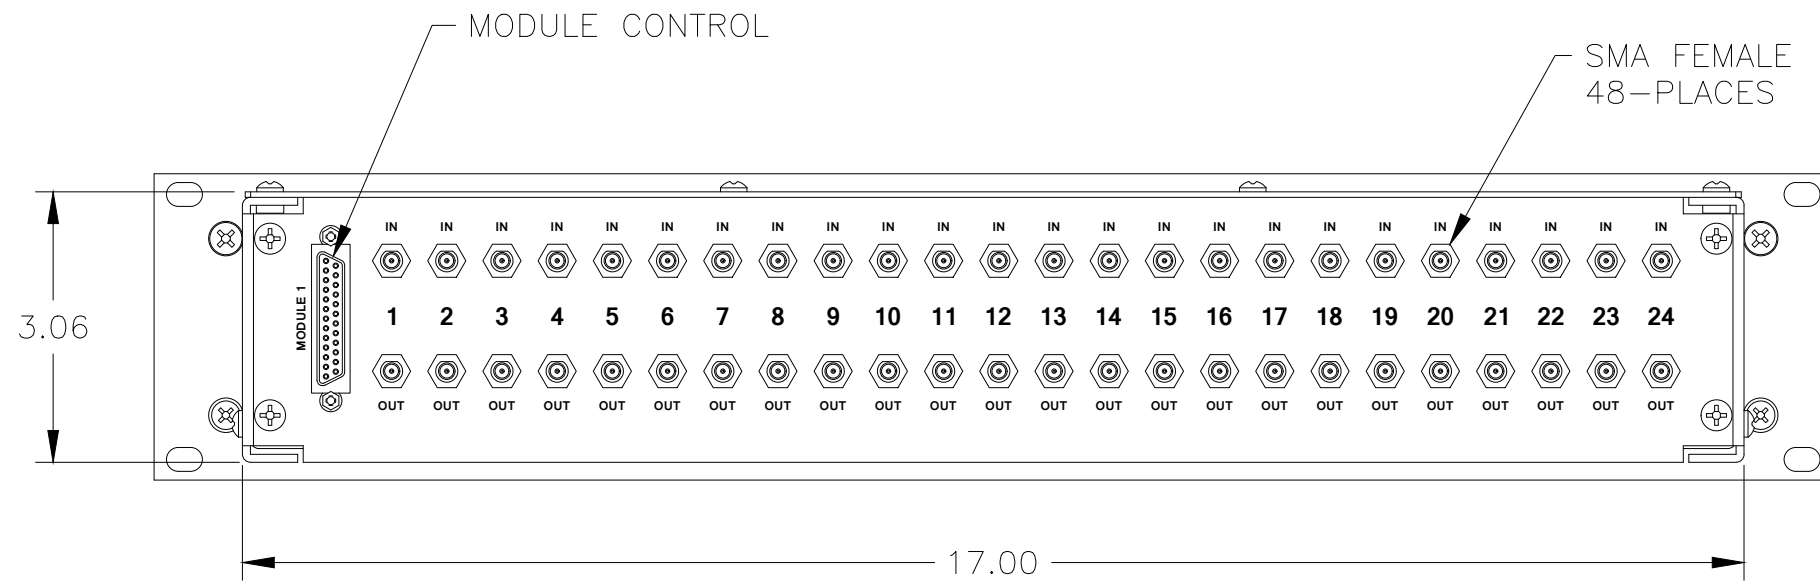 MODULE CONTROL
SMA FEMALE
48-PLACES
IN IN IN IN IN IN IN IN IN IN IN IN IN IN IN IN IN IN IN IN IN IN IN IN
MODULE 1
1 2 3 4 5 6 7 8 9 10 11 12 13 14 15 16 17 18 19 20 21 22 23 24
3.06
OUT OUT OUT OUT OUT OUT OUT OUT OUT OUT OUT OUT OUT OUT OUT OUT OUT OUT OUT OUT OUT OUT OUT OUT
17.00